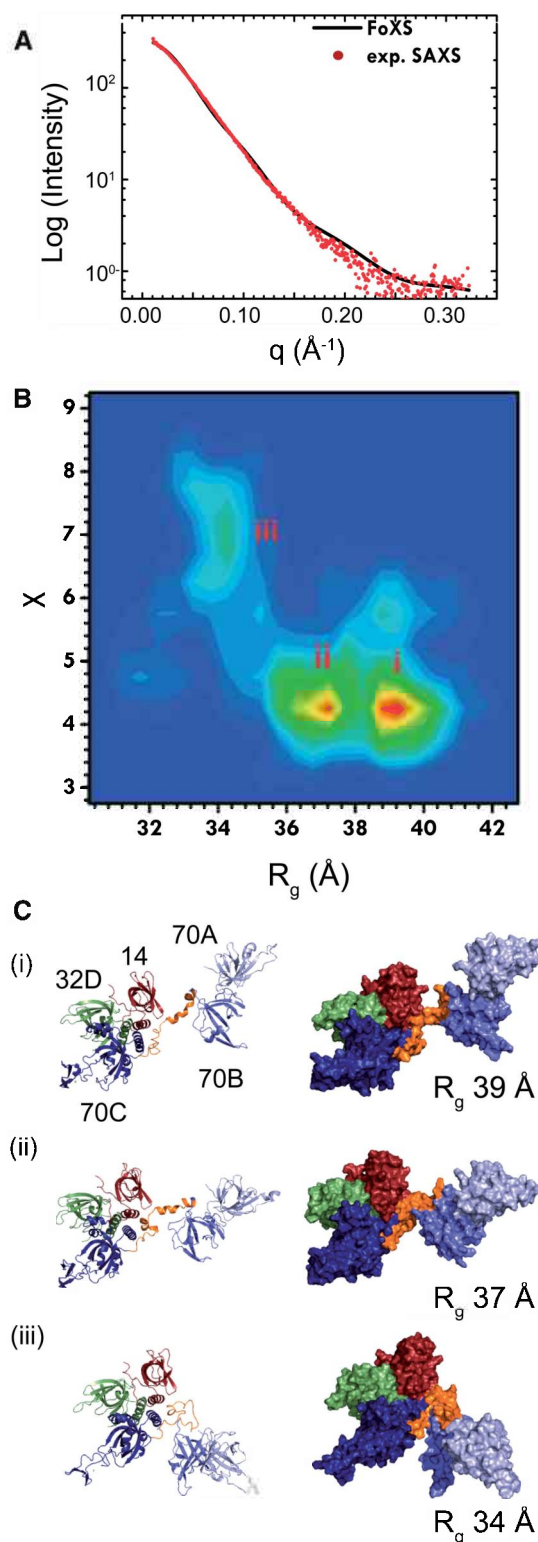 A
FoXS
exp. SAXS
10²
10¹
10⁰
Log (Intensity)
0.00 0.10 0.20 0.30
q (Å⁻¹)
B
9
8
7
6
5
4
3
χ
iii
ii
i
32 34 36 38 40 42
Rg (Å)
C
(i)
70A
14
32D
70B
70C
Rg 39 Å
(ii)
Rg 37 Å
(iii)
Rg 34 Å